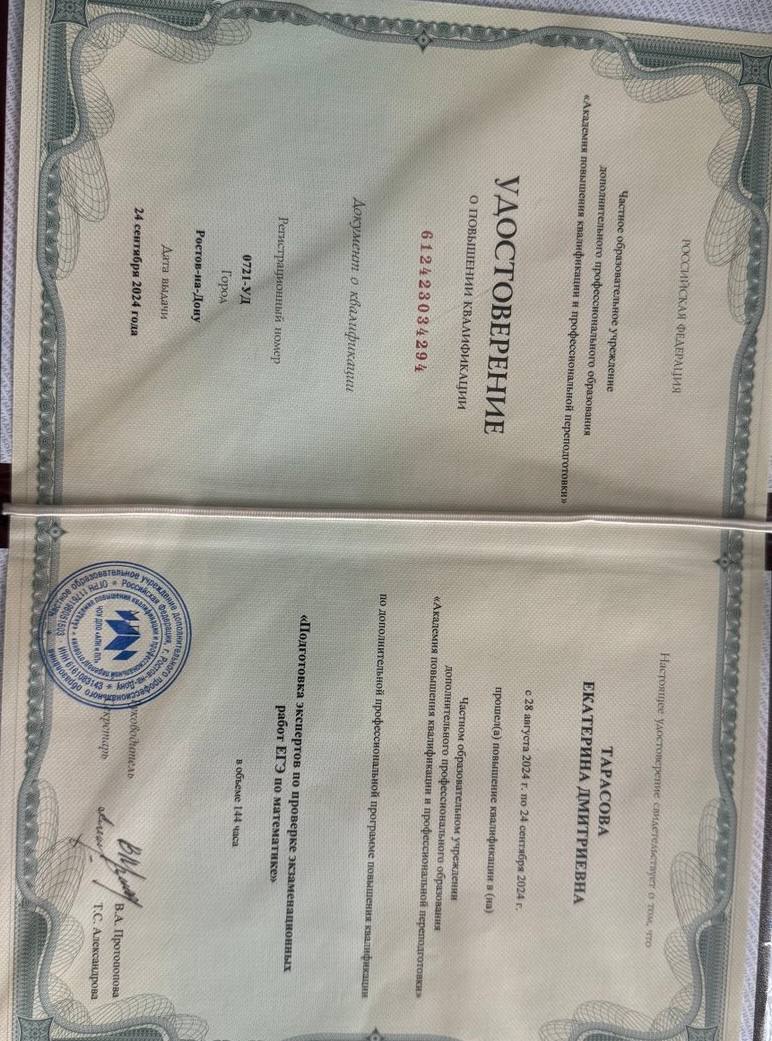 РОССИЙСКАЯ ФЕДЕРАЦИЯ
Частное образовательное учреждение
дополнительного профессионального образования
«Академия повышения квалификации и профессиональной переподготовки»
УДОСТОВЕРЕНИЕ
О ПОВЫШЕНИИ КВАЛИФИКАЦИИ
612423034294
Документ о квалификации
Регистрационный номер
0721-УД
Город
Ростов-на-Дону
Дата выдачи
24 сентября 2024 года
Настоящее удостоверение свидетельствует о том, что
ТАРАСОВА
ЕКАТЕРИНА ДМИТРИЕВНА
с 28 августа 2024 г. по 24 сентября 2024 г.
прошел(а) повышение квалификации в (на)
Частном образовательном учреждении
дополнительного профессионального образования
«Академия повышения квалификации и профессиональной переподготовки»
по дополнительной профессиональной программе повышения квалификации
«Подготовка экспертов по проверке экзаменационных
работ ЕГЭ по математике»
в объеме 144 часа
Руководитель
В.А. Протопопова
Секретарь
Т.С. Александрова
Частное образовательное учреждение дополнительного профессионального образования
Российская Федерация, г. Ростов-на-Дону
«Академия повышения квалификации и профессиональной переподготовки»